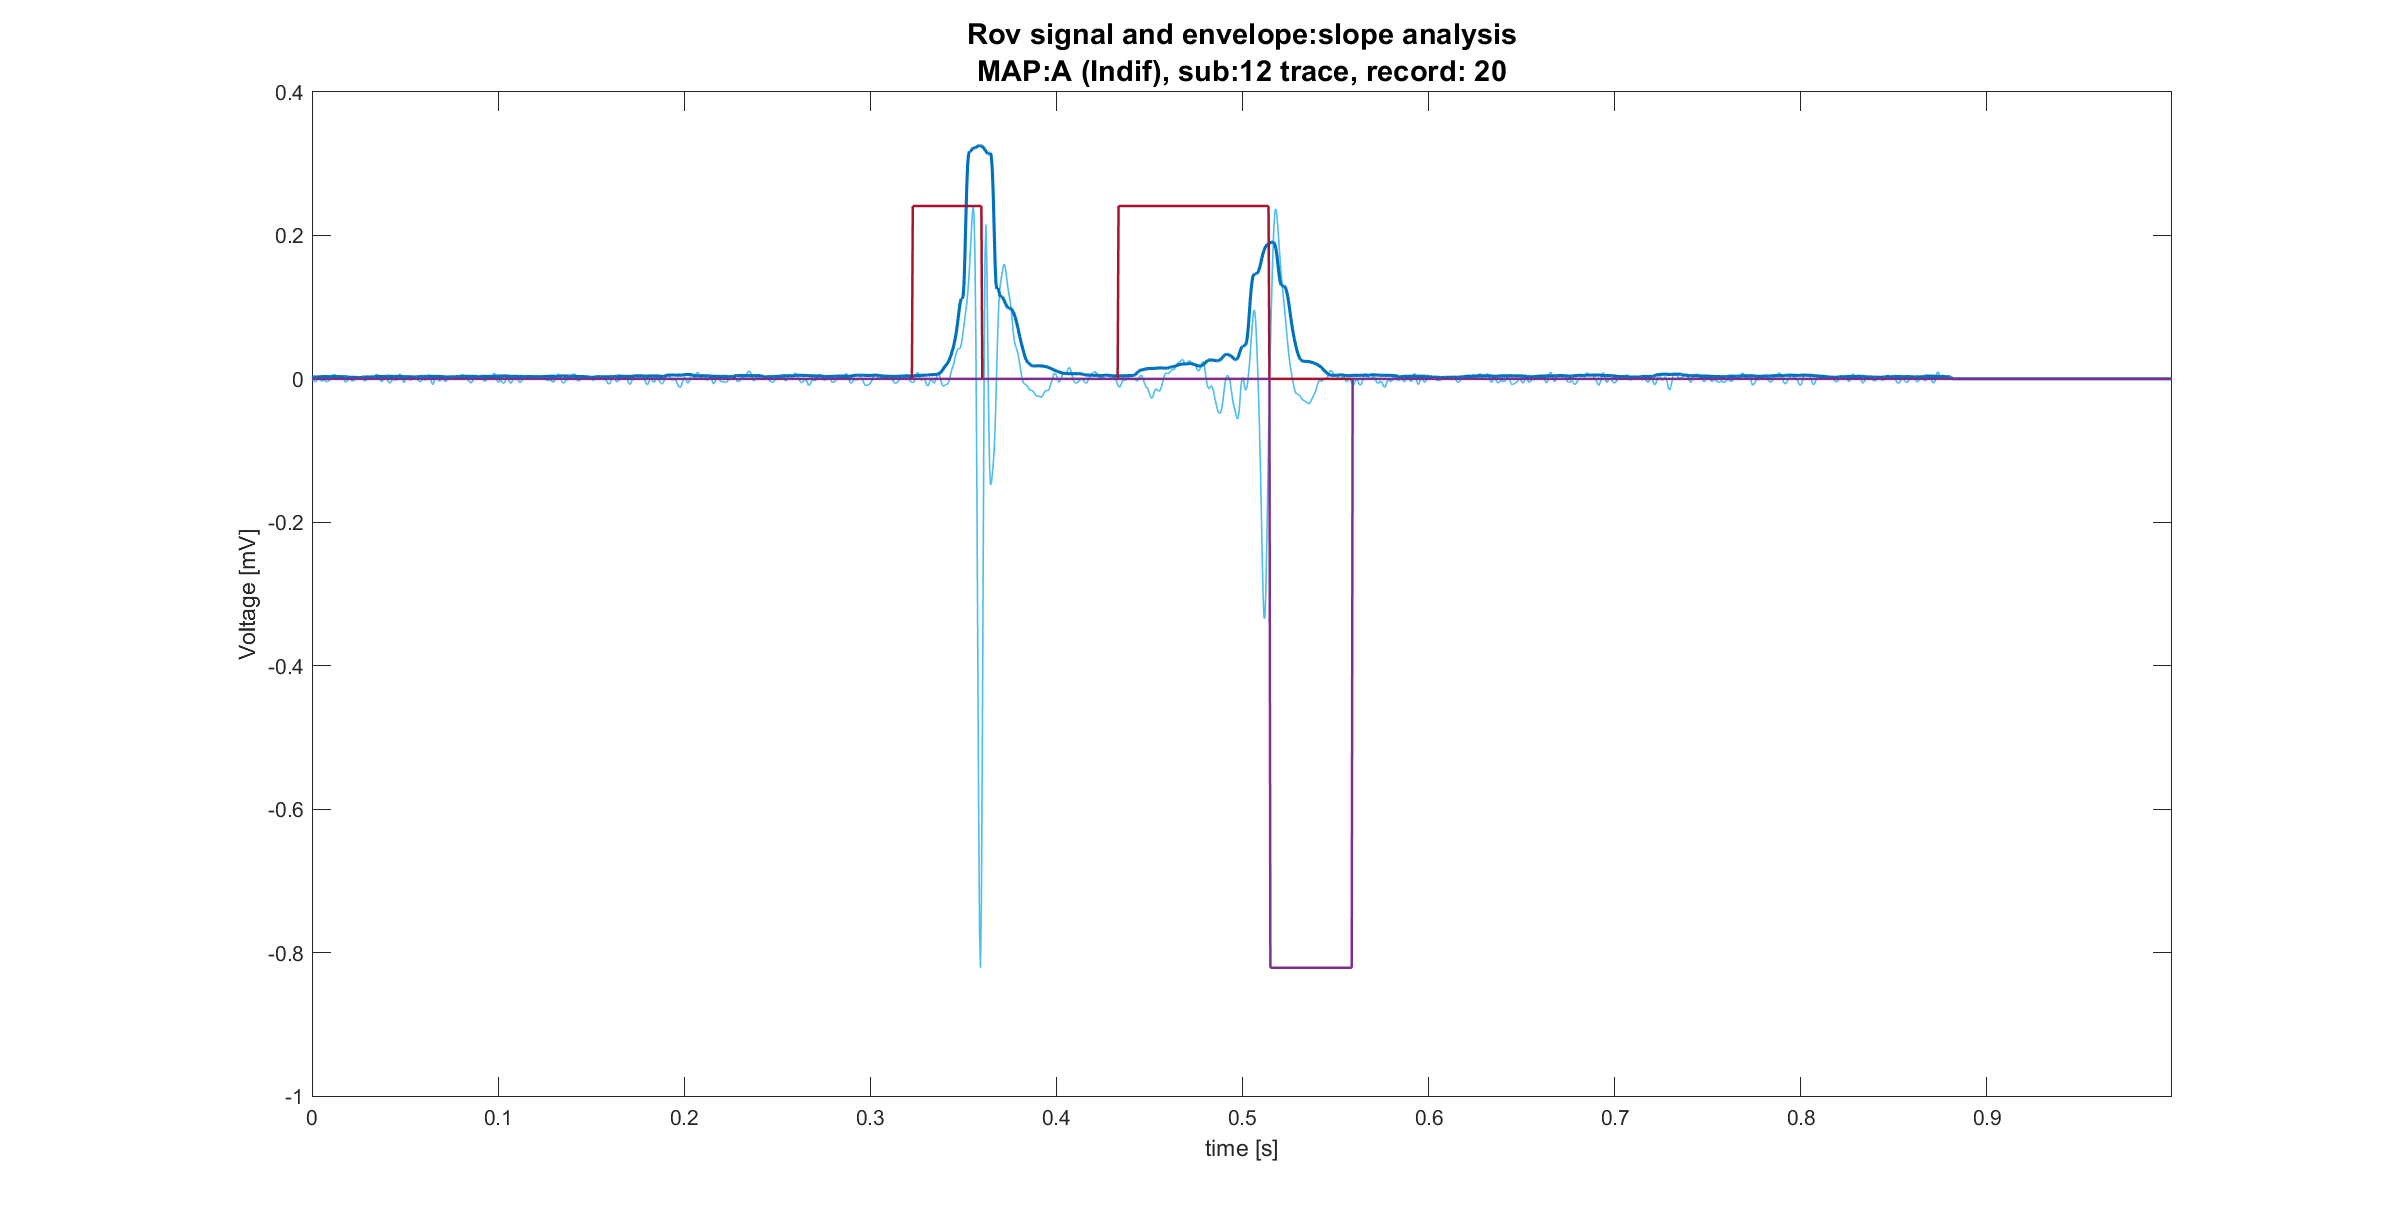 Rov signal and envelope:slope analysis
MAP:A (Indif), sub:12 trace, record: 20
0.4
0.2
0
-0.2
-0.4
-0.6
-0.8
-1
Voltage [mV]
0 0.1 0.2 0.3 0.4 0.5 0.6 0.7 0.8 0.9
time [s]